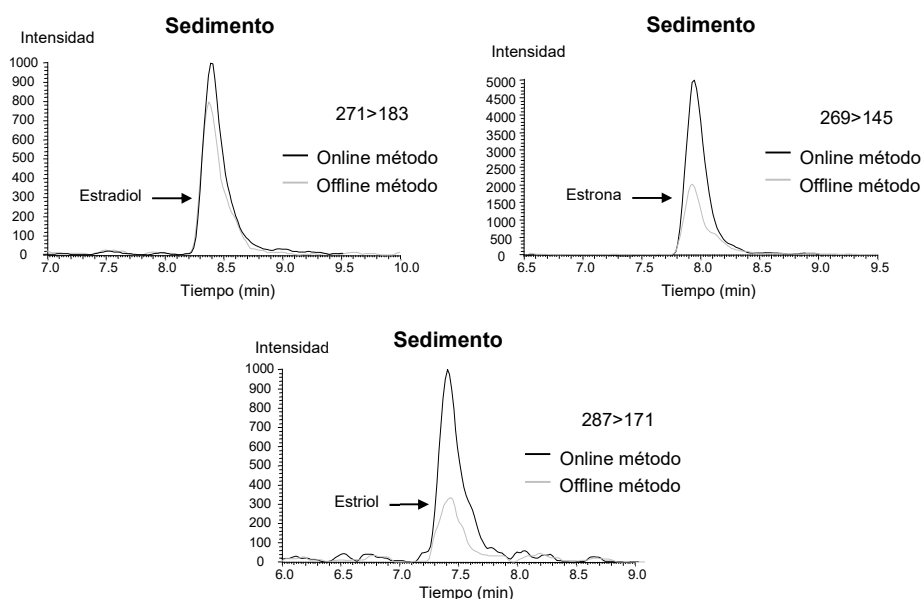 Sedimento
Intensidad
1000
900
800
700
600
500
400
300
200
100
0
271>183
Online método
Offline método
Estradiol
7.0 7.5 8.0 8.5 9.0 9.5 10.0
Tiempo (min)
Sedimento
Intensidad
5000
4500
4000
3500
3000
2500
2000
1500
1000
500
0
269>145
Online método
Offline método
Estrona
6.5 7.0 7.5 8.0 8.5 9.0 9.5
Tiempo (min)
Sedimento
Intensidad
1000
900
800
700
600
500
400
300
200
100
0
287>171
Online método
Offline método
Estriol
6.0 6.5 7.0 7.5 8.0 8.5 9.0
Tiempo (min)